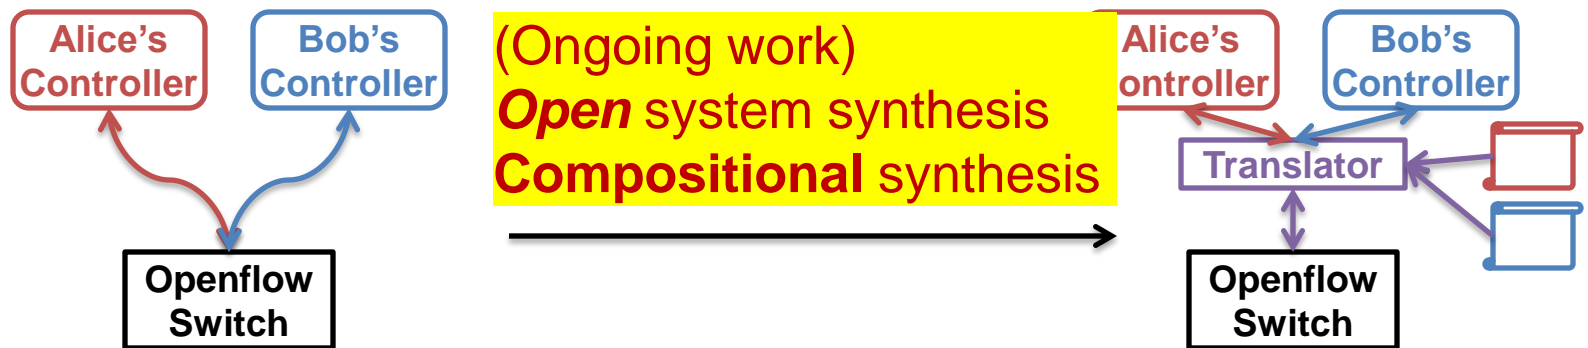 Alice's
Controller
Bob's
Controller
Openflow
Switch
(Ongoing work)
Open system synthesis
Compositional synthesis
Alice's
ontroller
Bob's
Controller
Translator
Openflow
Switch